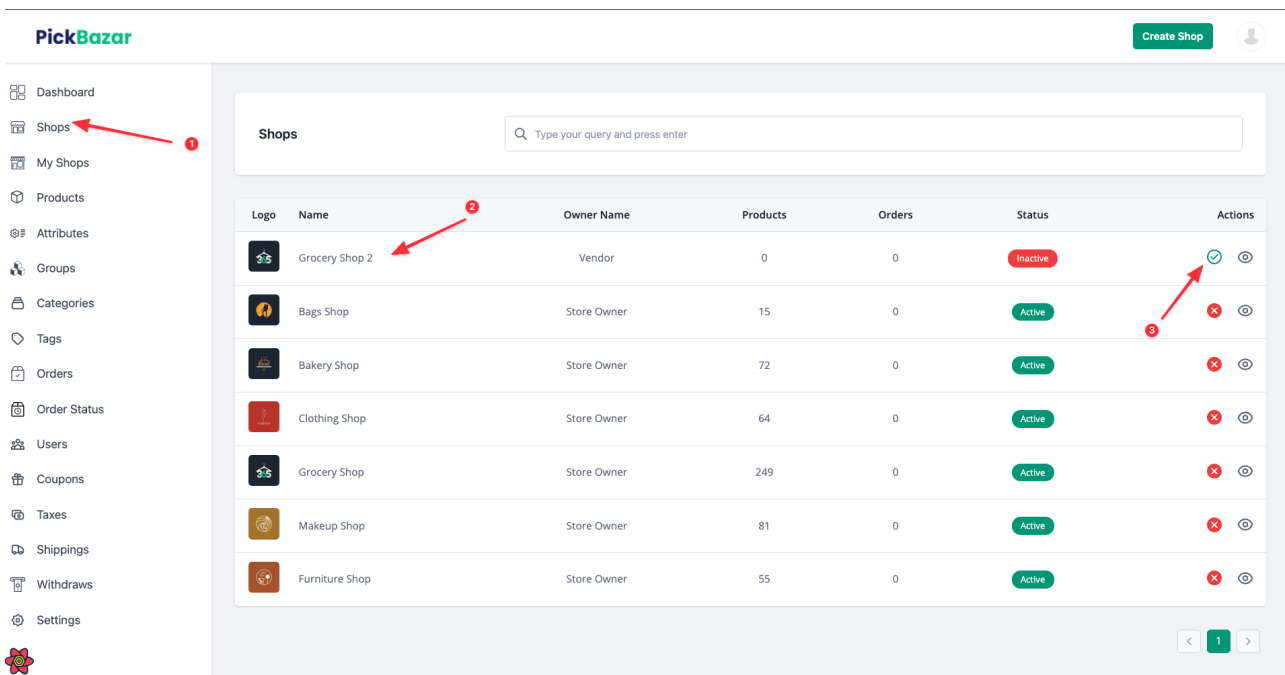 PickBazar
Create Shop
Dashboard
Shops
1
My Shops
Products
Attributes
Groups
Categories
Tags
Orders
Order Status
Users
Coupons
Taxes
Shippings
Withdraws
Settings
Shops
Type your query and press enter
2
Logo Name Owner Name Products Orders Status Actions
365 Grocery Shop 2 Vendor 0 0 Inactive
Bags Shop Store Owner 15 0 Active
3
Bakery Shop Store Owner 72 0 Active
Clothing Shop Store Owner 64 0 Active
365 Grocery Shop Store Owner 249 0 Active
Makeup Shop Store Owner 81 0 Active
Furniture Shop Store Owner 55 0 Active
< 1 >